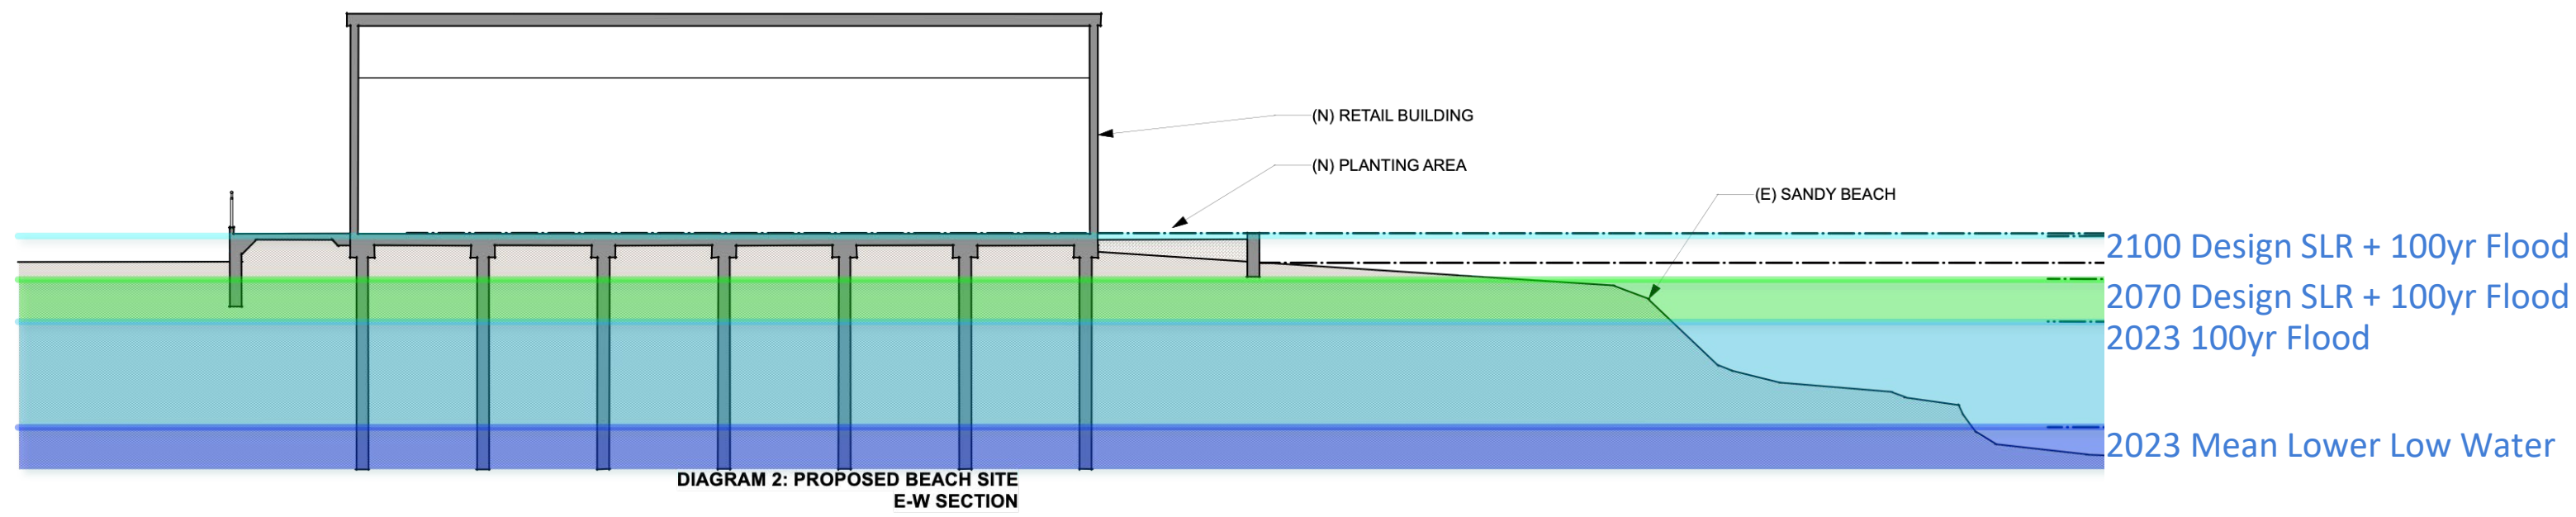 (N) RETAIL BUILDING
(N) PLANTING AREA
(E) SANDY BEACH
2100 Design SLR + 100yr Flood
2070 Design SLR + 100yr Flood
2023 100yr Flood
2023 Mean Lower Low Water
DIAGRAM 2: PROPOSED BEACH SITE
E-W SECTION